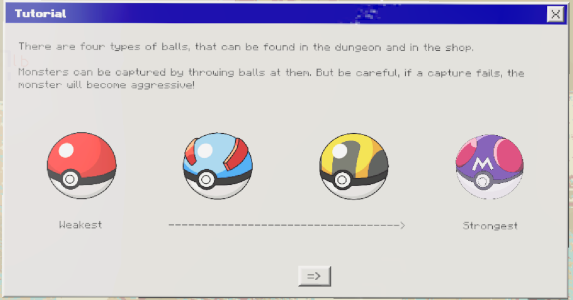 Tutorial
There are four types of balls, that can be found in the dungeon and in the shop.
Monsters can be captured by throwing balls at them. But be careful, if a capture fails, the
monster will become aggressive!
M
Weakest ----------------------------------> Strongest
=>